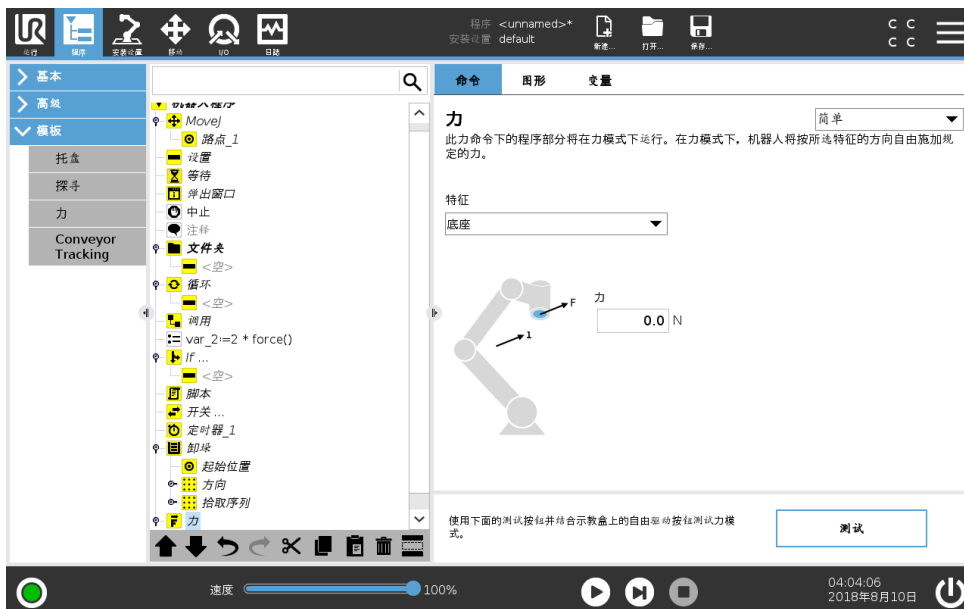 UR
程序 <unnamed>*
安装设置 default
运行 程序 安装设置 移动 I/O 日志
新建... 打开... 保存...
C C
C C
基本
高级
模板
托盘
探寻
力
Conveyor
Tracking
机器人程序
MoveJ
路点_1
设置
等待
弹出窗口
中止
注释
文件夹
<空>
循环
<空>
调用
var_2:=2 * force()
If ...
<空>
脚本
开关 ...
定时器_1
卸垛
起始位置
方向
拾取序列
力
命令 图形 变量
力
简单
此力命令下的程序部分将在力模式下运行。在力模式下，机器人将按所选特征的方向自由施加规
定的力。
特征
底座
F
1
力
0.0 N
使用下面的测试按钮并结合示教盒上的自由驱动按钮测试力模
式。
测试
速度 100%
04:04:06
2018年8月10日